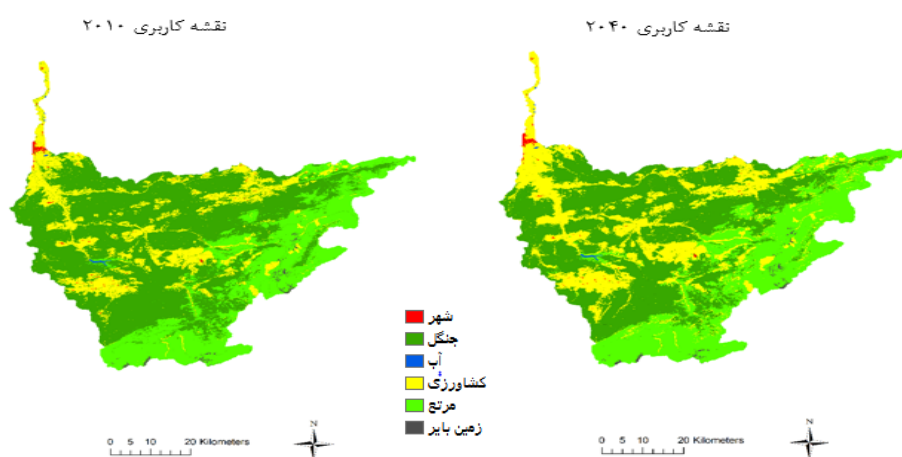 نقشه کاربری ۲۰۱۰
نقشه کاربری ۲۰۴۰
شهر
جنگل
آب
کشاورزی
مرتع
زمین بایر
N
0 5 10 20 Kilometers
N
0 5 10 20 Kilometers